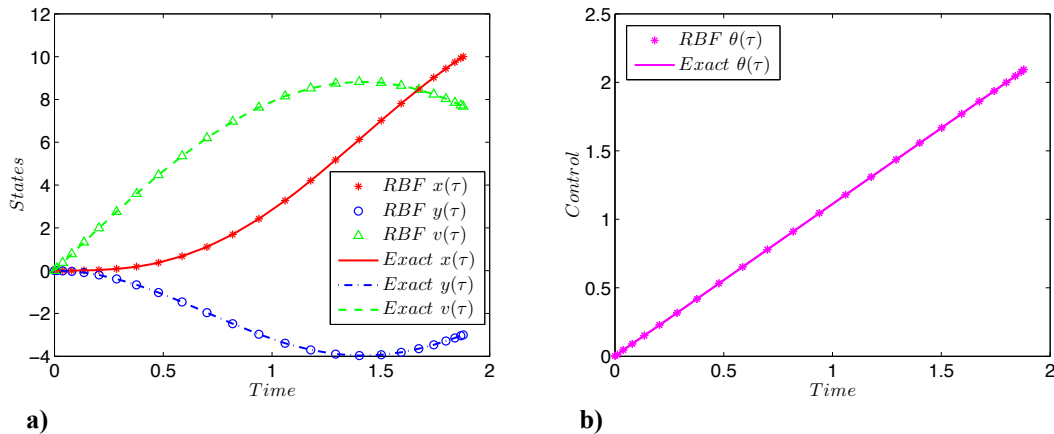 12
10
8
6
4
2
0
−2
−4
0
0.5
1
1.5
2
States
Time
RBF x(τ)
RBF y(τ)
RBF v(τ)
Exact x(τ)
Exact y(τ)
Exact v(τ)
a)
2.5
2
1.5
1
0.5
0
0
0.5
1
1.5
2
Control
Time
RBF θ(τ)
Exact θ(τ)
b)